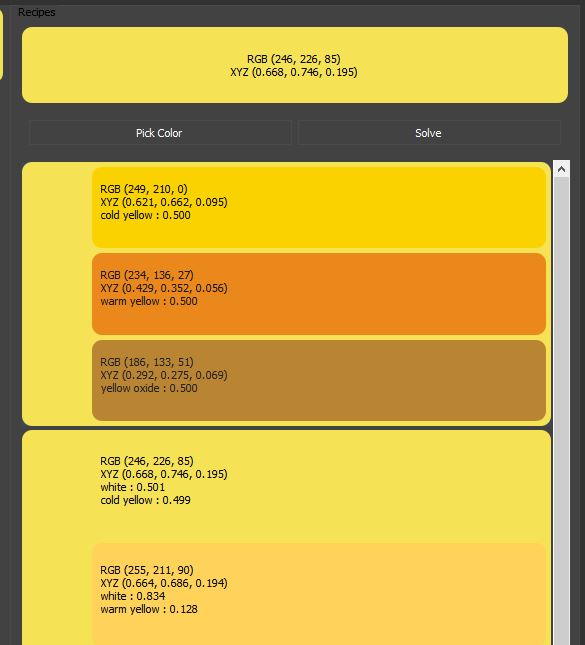 Recipes
RGB (246, 226, 85)
XYZ (0.668, 0.746, 0.195)
Pick Color
Solve
RGB (249, 210, 0)
XYZ (0.621, 0.662, 0.095)
cold yellow : 0.500
RGB (234, 136, 27)
XYZ (0.429, 0.352, 0.056)
warm yellow : 0.500
RGB (186, 133, 51)
XYZ (0.292, 0.275, 0.069)
yellow oxide : 0.500
RGB (246, 226, 85)
XYZ (0.668, 0.746, 0.195)
white : 0.501
cold yellow : 0.499
RGB (255, 211, 90)
XYZ (0.664, 0.686, 0.194)
white : 0.834
warm yellow : 0.128